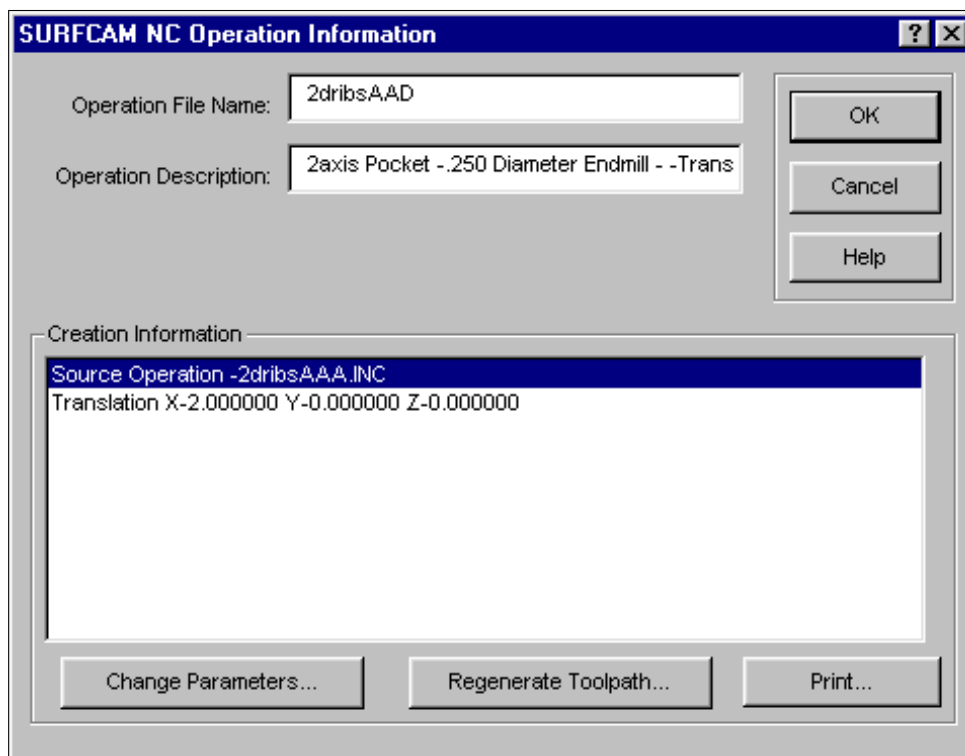 SURFCAM NC Operation Information
Operation File Name: 2dribsAAD
OK
Operation Description: 2axis Pocket -.250 Diameter Endmill - -Trans
Cancel
Help
Creation Information
Source Operation -2dribsAAA.INC
Translation X-2.000000 Y-0.000000 Z-0.000000
Change Parameters... Regenerate Toolpath... Print...